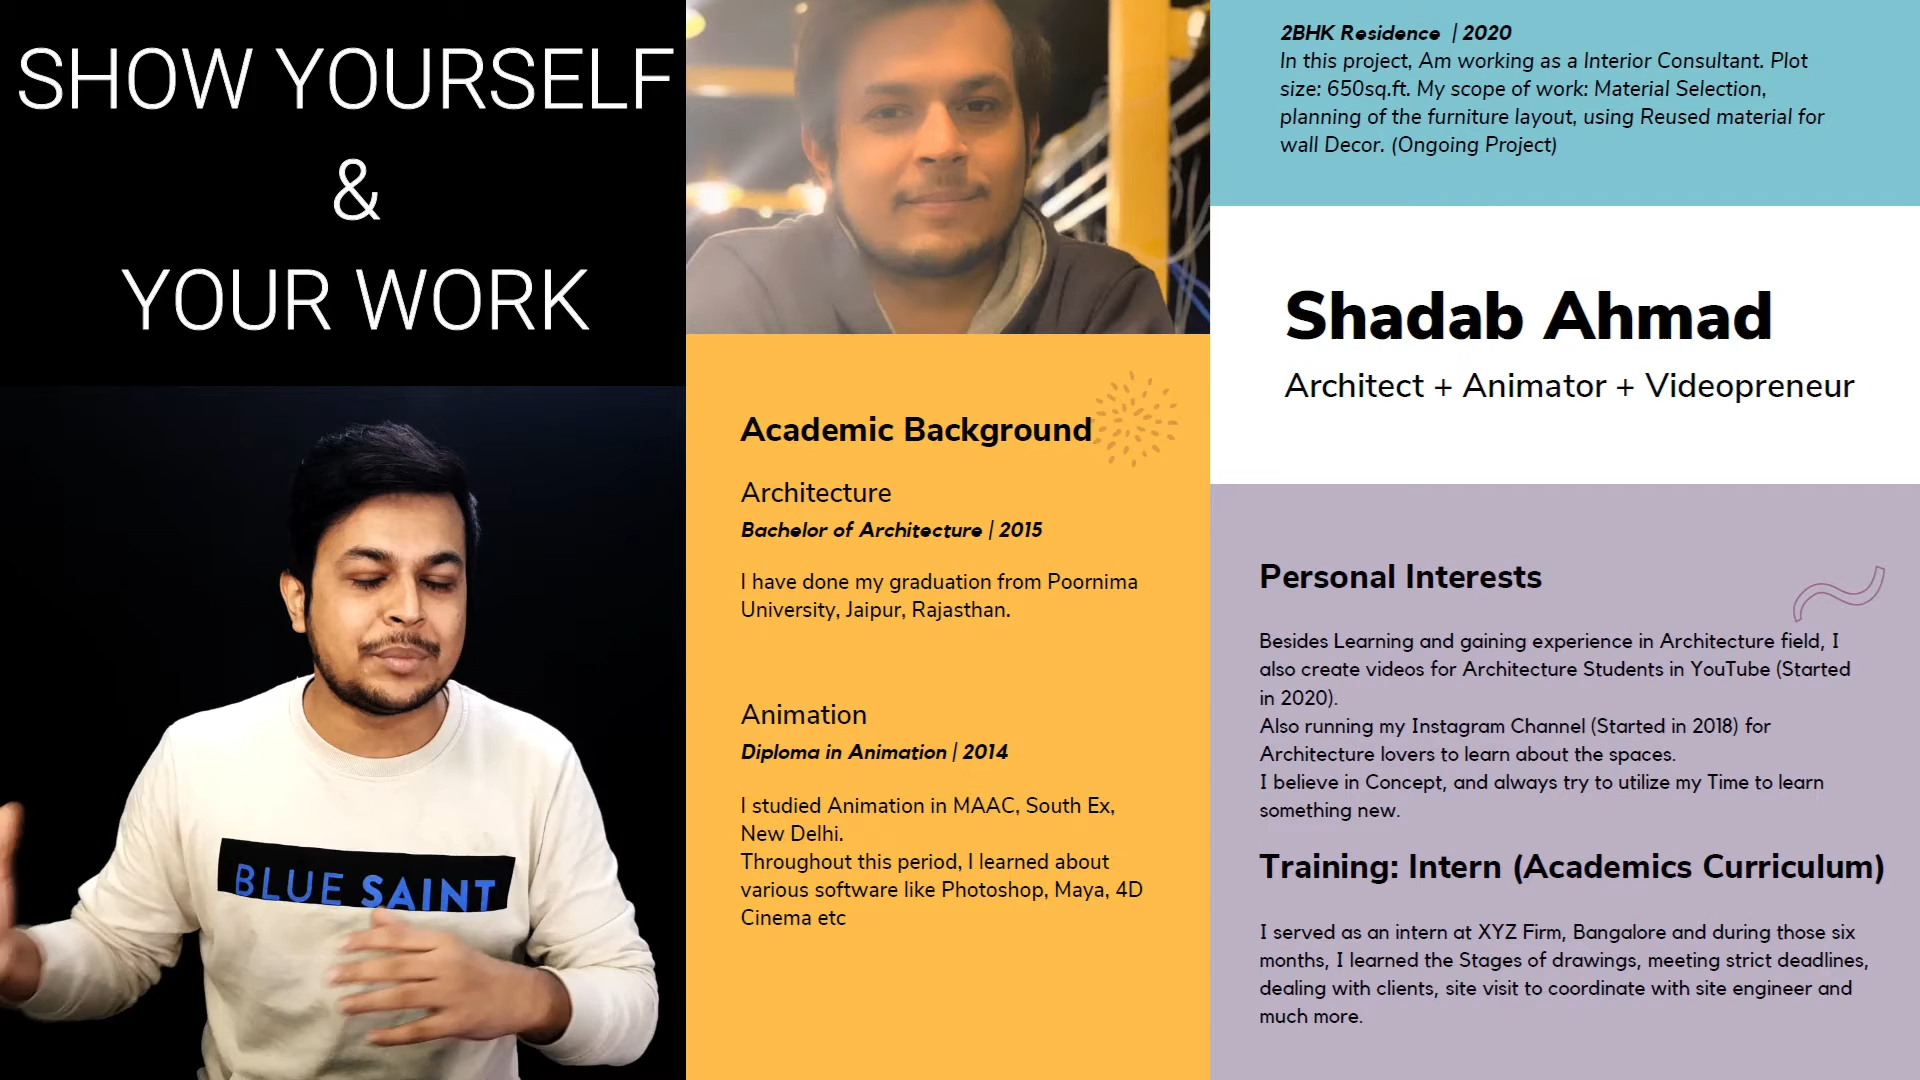 SHOW YOURSELF
&
YOUR WORK
BLUE SAINT
Academic Background
Architecture
Bachelor of Architecture | 2015
I have done my graduation from Poornima
University, Jaipur, Rajasthan.
Animation
Diploma in Animation | 2014
I studied Animation in MAAC, South Ex,
New Delhi.
Throughout this period, I learned about
various software like Photoshop, Maya, 4D
Cinema etc
2BHK Residence | 2020
In this project, Am working as a Interior Consultant. Plot
size: 650sq.ft. My scope of work: Material Selection,
planning of the furniture layout, using Reused material for
wall Decor. (Ongoing Project)
Shadab Ahmad
Architect + Animator + Videopreneur
Personal Interests
Besides Learning and gaining experience in Architecture field, I
also create videos for Architecture Students in YouTube (Started
in 2020).
Also running my Instagram Channel (Started in 2018) for
Architecture lovers to learn about the spaces.
I believe in Concept, and always try to utilize my Time to learn
something new.
Training: Intern (Academics Curriculum)
I served as an intern at XYZ Firm, Bangalore and during those six
months, I learned the Stages of drawings, meeting strict deadlines,
dealing with clients, site visit to coordinate with site engineer and
much more.